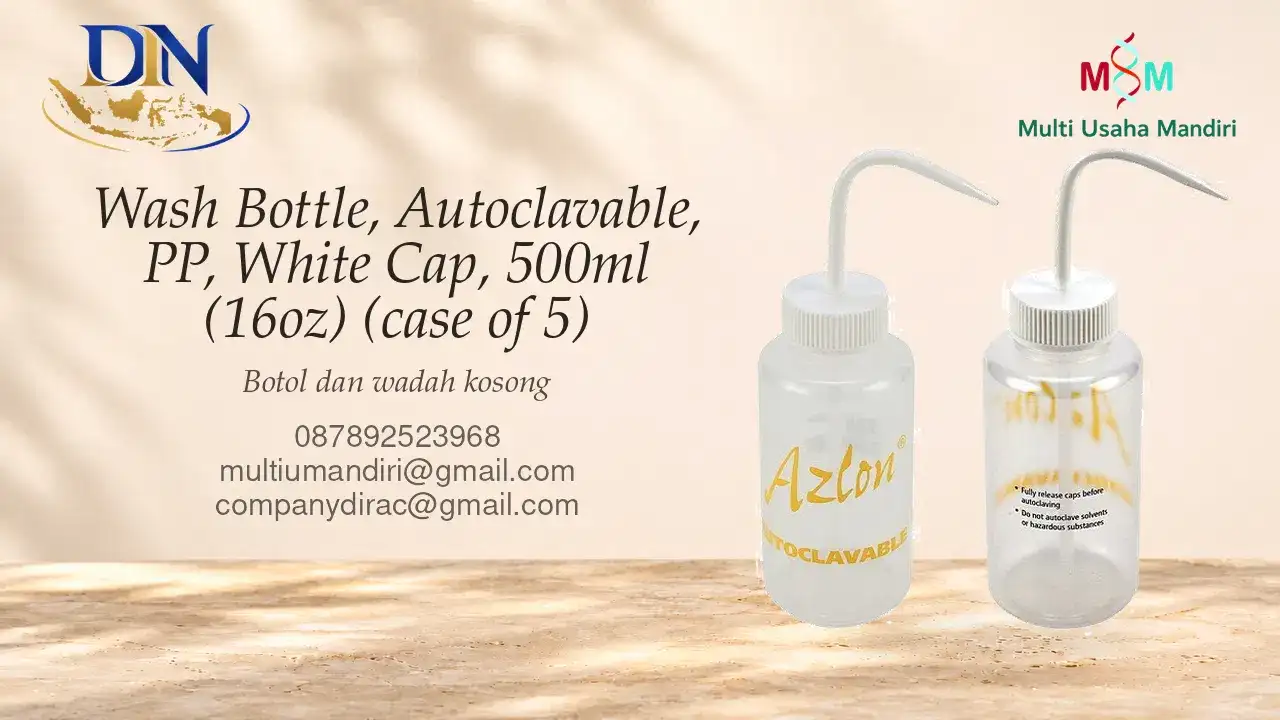 DN
M M
Multi Usaha Mandiri
Wash Bottle, Autoclavable,
PP, White Cap, 500ml
(16oz) (case of 5)
Botol dan wadah kosong
087892523968
multiumandiri@gmail.com
companydirac@gmail.com
Azlon®
AUTOCLAVABLE
Azlon
* Fully release caps before
autoclaving
* Do not autoclave solvents
or hazardous substances